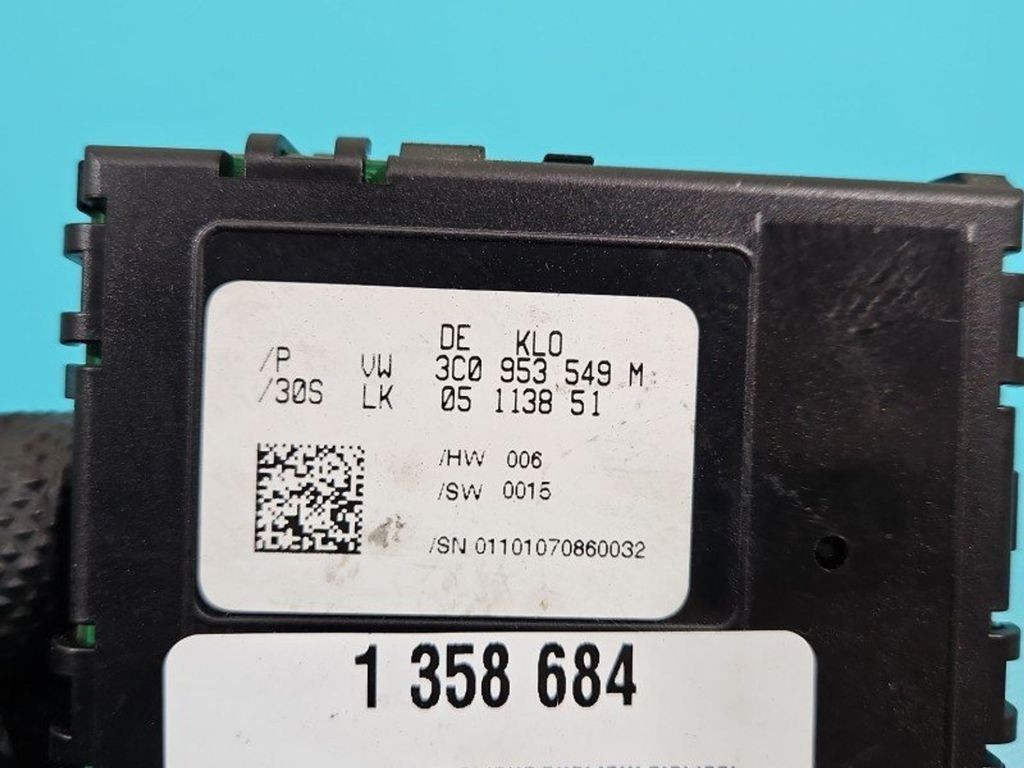 DE KLO
/P VW 3C0 953 549 M
/30S LK 05 1138 51
/HW 006
/SW 0015
/SN 01101070860032
1 358 684